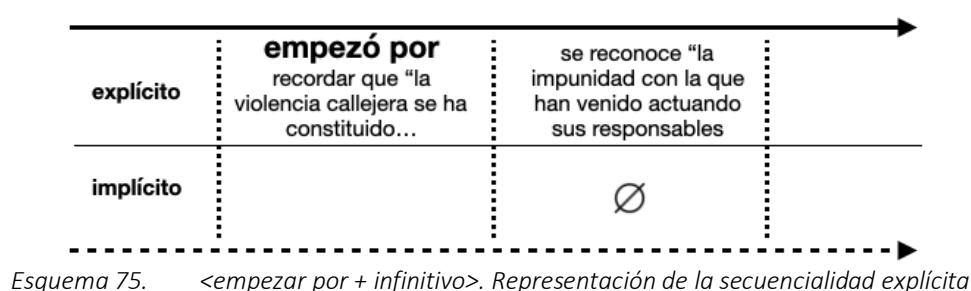 empezó por
recordar que “la
violencia callejera se ha
constituido…
se reconoce “la
impunidad con la que
han venido actuando
sus responsables
explícito
implícito
∅
Esquema 75. <empezar por + infinitivo>. Representación de la secuencialidad explícita